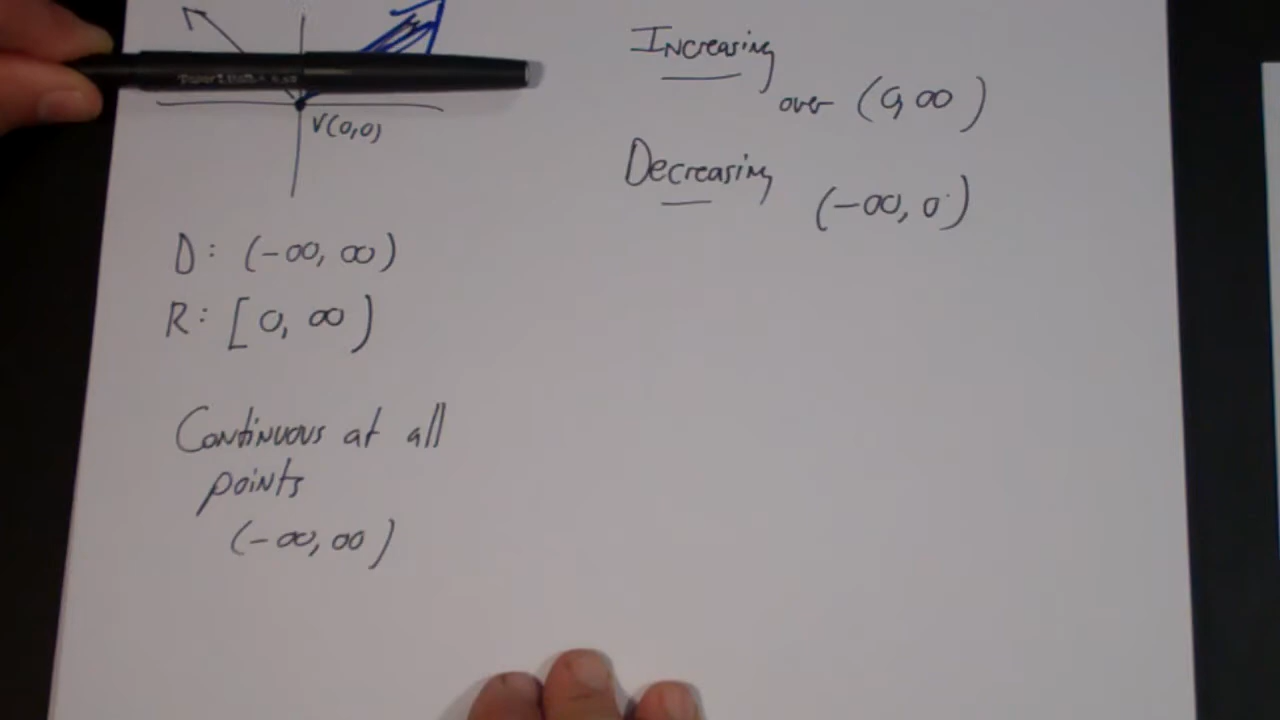 V(0,0)
D: (-∞, ∞)
R: [0, ∞)
Continuous at all
points
(-∞, ∞)
Increasing
over (0, ∞)
Decreasing
(-∞, 0)